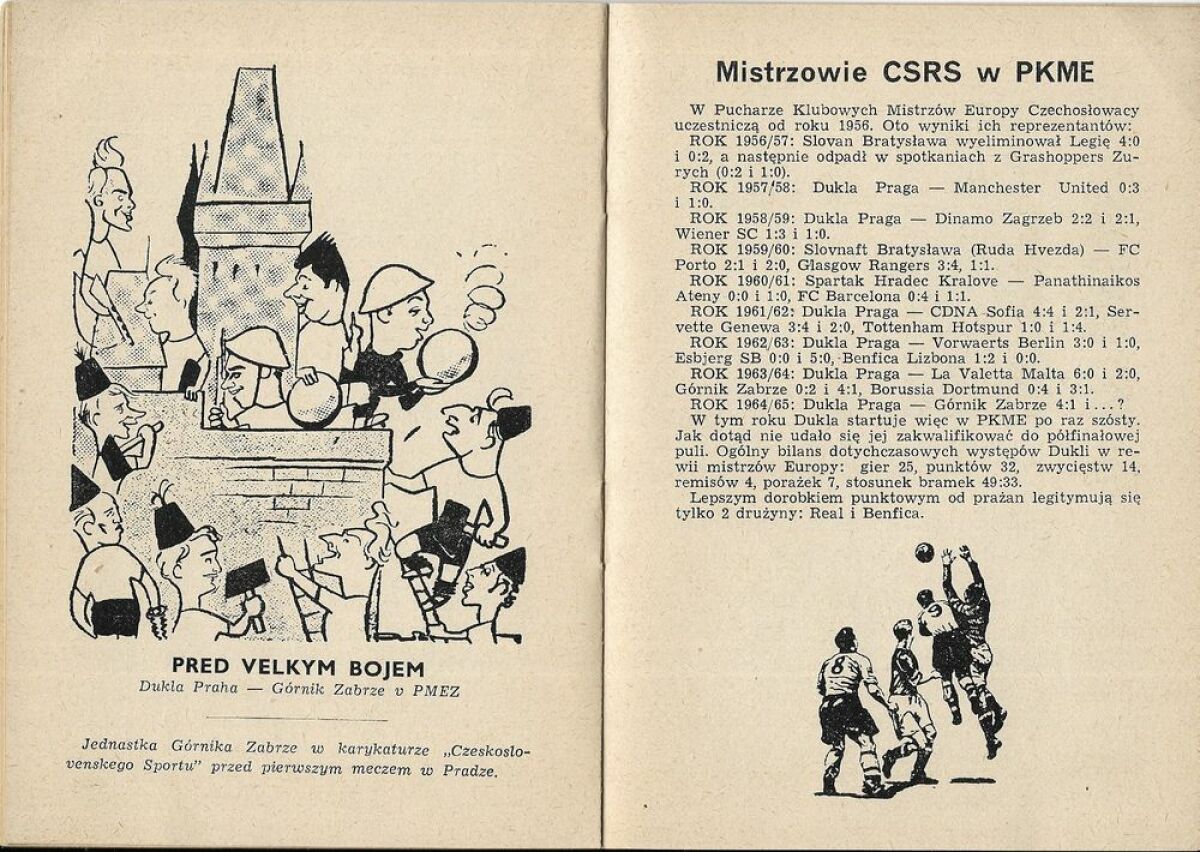 PRED VELKYM BOJEM
Dukla Praha — Górnik Zabrze v PMEZ
Jednastka Górnika Zabrze w karykaturze „Czeskoslo-
venskego Sportu" przed pierwszym meczem w Pradze.
Mistrzowie CSRS w PKME
W Pucharze Klubowych Mistrzów Europy Czechosłowacy
uczestniczą od roku 1956. Oto wyniki ich reprezentantów:
ROK 1956/57: Slovan Bratysława wyeliminował Legię 4:0
i 0:2, a następnie odpadł w spotkaniach z Grashoppers Zu-
rych (0:2 i 1:0).
ROK 1957/58: Dukla Praga — Manchester United 0:3
i 1:0.
ROK 1958/59: Dukla Praga — Dinamo Zagrzeb 2:2 i 2:1,
Wiener SC 1:3 i 1:0.
ROK 1959/60: Slovnaft Bratysława (Ruda Hvezda) — FC
Porto 2:1 i 2:0, Glasgow Rangers 3:4, 1:1.
ROK 1960/61: Spartak Hradec Kralove — Panathinaikos
Ateny 0:0 i 1:0, FC Barcelona 0:4 i 1:1.
ROK 1961/62: Dukla Praga — CDNA Sofia 4:4 i 2:1, Ser-
vette Genewa 3:4 i 2:0, Tottenham Hotspur 1:0 i 1:4.
ROK 1962/63: Dukla Praga — Vorwaerts Berlin 3:0 i 1:0,
Esbjerg SB 0:0 i 5:0, Benfica Lizbona 1:2 i 0:0.
ROK 1963/64: Dukla Praga — La Valetta Malta 6:0 i 2:0,
Górnik Zabrze 0:2 i 4:1, Borussia Dortmund 0:4 i 3:1.
ROK 1964/65: Dukla Praga — Górnik Zabrze 4:1 i...?
W tym roku Dukla startuje więc w PKME po raz szósty.
Jak dotąd nie udało się jej zakwalifikować do półfinałowej
puli. Ogólny bilans dotychczasowych występów Dukli w re-
wii mistrzów Europy: gier 25, punktów 32, zwycięstw 14,
remisów 4, porażek 7, stosunek bramek 49:33.
Lepszym dorobkiem punktowym od prażan legitymują się
tylko 2 drużyny: Real i Benfica.
8
9